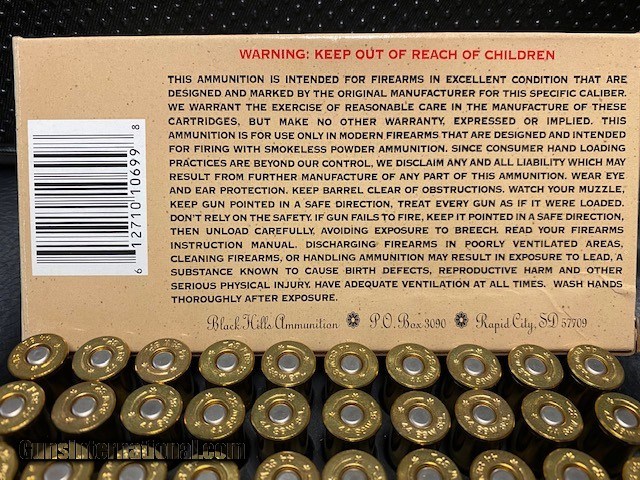 WARNING: KEEP OUT OF REACH OF CHILDREN
THIS AMMUNITION IS INTENDED FOR FIREARMS IN EXCELLENT CONDITION THAT ARE
DESIGNED AND MARKED BY THE ORIGINAL MANUFACTURER FOR THIS SPECIFIC CALIBER.
WE WARRANT THE EXERCISE OF REASONABLE CARE IN THE MANUFACTURE OF THESE
CARTRIDGES, BUT MAKE NO OTHER WARRANTY, EXPRESSED OR IMPLIED. THIS
AMMUNITION IS FOR USE ONLY IN MODERN FIREARMS THAT ARE DESIGNED AND INTENDED
FOR FIRING WITH SMOKELESS POWDER AMMUNITION. SINCE CONSUMER HAND LOADING
PRACTICES ARE BEYOND OUR CONTROL, WE DISCLAIM ANY AND ALL LIABILITY WHICH MAY
RESULT FROM FURTHER MANUFACTURE OF ANY PART OF THIS AMMUNITION. WEAR EYE
AND EAR PROTECTION. KEEP BARREL CLEAR OF OBSTRUCTIONS. WATCH YOUR MUZZLE,
KEEP GUN POINTED IN A SAFE DIRECTION, TREAT EVERY GUN AS IF IT WERE LOADED.
DON'T RELY ON THE SAFETY. IF GUN FAILS TO FIRE, KEEP IT POINTED IN A SAFE DIRECTION,
THEN UNLOAD CAREFULLY, AVOIDING EXPOSURE TO BREECH. READ YOUR FIREARMS
INSTRUCTION MANUAL. DISCHARGING FIREARMS IN POORLY VENTILATED AREAS,
CLEANING FIREARMS, OR HANDLING AMMUNITION MAY RESULT IN EXPOSURE TO LEAD, A
SUBSTANCE KNOWN TO CAUSE BIRTH DEFECTS, REPRODUCTIVE HARM AND OTHER
SERIOUS PHYSICAL INJURY. HAVE ADEQUATE VENTILATION AT ALL TIMES. WASH HANDS
THOROUGHLY AFTER EXPOSURE.
Black Hills Ammunition P.O. Box 3090 Rapid City, SD 57709
6 12710 10699 8
GunsInternational.com